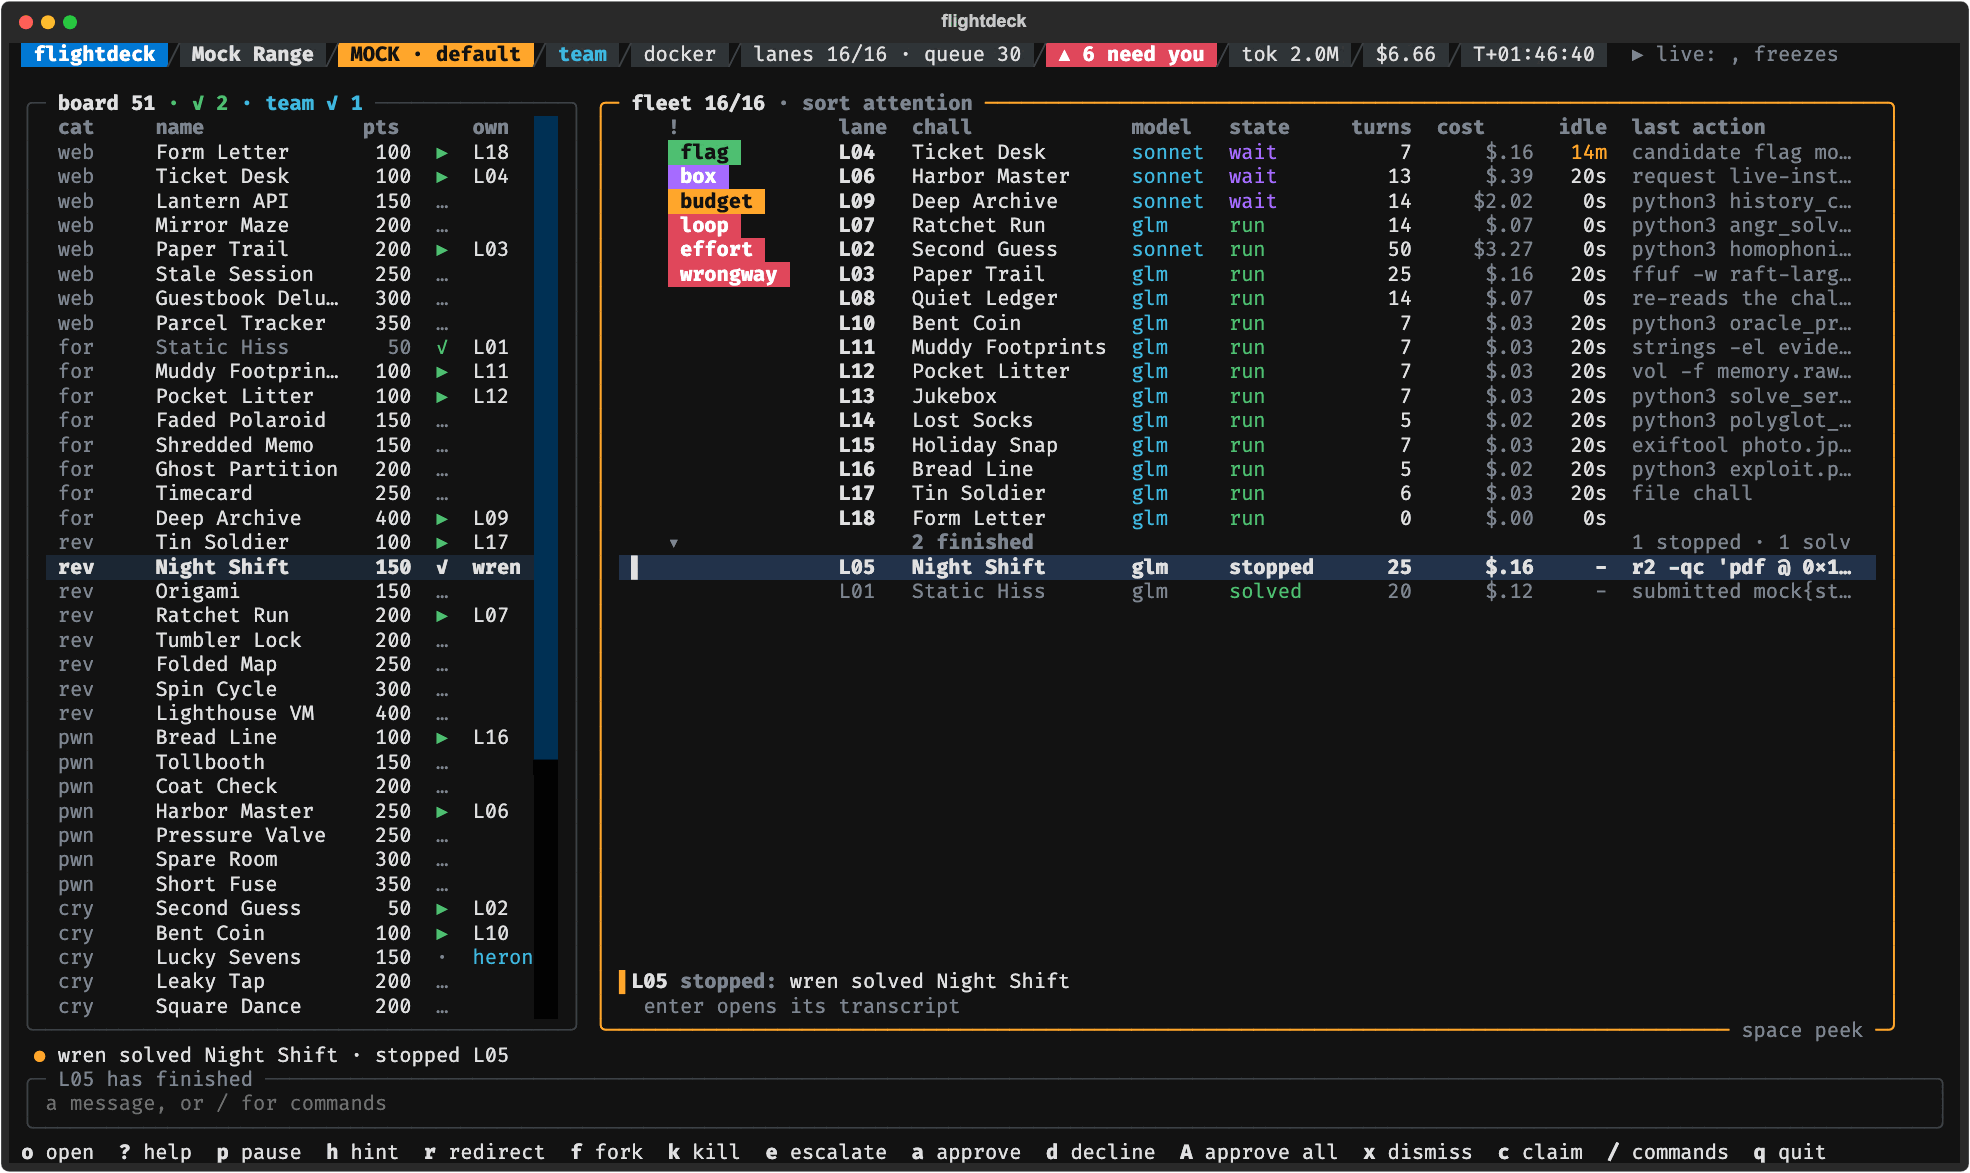 flightdeck
flightdeck Mock Range MOCK · default team docker lanes 16/16 · queue 30 ▲ 6 need you tok 2.0M $6.66 T+01:46:40 ▶ live: , freezes
board 51 · √ 2 · team √ 1
cat name pts own
web Form Letter 100 ▶ L18
web Ticket Desk 100 ▶ L04
web Lantern API 150 …
web Mirror Maze 200 …
web Paper Trail 200 ▶ L03
web Stale Session 250 …
web Guestbook Delu… 300 …
web Parcel Tracker 350 …
for Static Hiss 50 √ L01
for Muddy Footprin… 100 ▶ L11
for Pocket Litter 100 ▶ L12
for Faded Polaroid 150 …
for Shredded Memo 150 …
for Ghost Partition 200 …
for Timecard 250 …
for Deep Archive 400 ▶ L09
rev Tin Soldier 100 ▶ L17
rev Night Shift 150 √ wren
rev Origami 150 …
rev Ratchet Run 200 ▶ L07
rev Tumbler Lock 200 …
rev Folded Map 250 …
rev Spin Cycle 300 …
rev Lighthouse VM 400 …
pwn Bread Line 100 ▶ L16
pwn Tollbooth 150 …
pwn Coat Check 200 …
pwn Harbor Master 250 ▶ L06
pwn Pressure Valve 250 …
pwn Spare Room 300 …
pwn Short Fuse 350 …
cry Second Guess 50 ▶ L02
cry Bent Coin 100 ▶ L10
cry Lucky Sevens 150 · heron
cry Leaky Tap 200 …
cry Square Dance 200 …
fleet 16/16 · sort attention
! lane chall model state turns cost idle last action
flag L04 Ticket Desk sonnet wait 7 $.16 14m candidate flag mo…
box L06 Harbor Master sonnet wait 13 $.39 20s request live-inst…
budget L09 Deep Archive sonnet wait 14 $2.02 0s python3 history_c…
loop L07 Ratchet Run glm run 14 $.07 0s python3 angr_solv…
effort L02 Second Guess sonnet run 50 $3.27 0s python3 homophoni…
wrongway L03 Paper Trail glm run 25 $.16 20s ffuf -w raft-larg…
L08 Quiet Ledger glm run 14 $.07 0s re-reads the chal…
L10 Bent Coin glm run 7 $.03 20s python3 oracle_pr…
L11 Muddy Footprints glm run 7 $.03 20s strings -el evide…
L12 Pocket Litter glm run 7 $.03 20s vol -f memory.raw…
L13 Jukebox glm run 7 $.03 20s python3 solve_ser…
L14 Lost Socks glm run 5 $.02 20s python3 polyglot_…
L15 Holiday Snap glm run 7 $.03 20s exiftool photo.jp…
L16 Bread Line glm run 5 $.02 20s python3 exploit.p…
L17 Tin Soldier glm run 6 $.03 20s file chall
L18 Form Letter glm run 0 $.00 0s
▼ 2 finished 1 stopped · 1 solv
L05 Night Shift glm stopped 25 $.16 – r2 -qc 'pdf @ 0×1…
L01 Static Hiss glm solved 20 $.12 – submitted mock{st…
L05 stopped: wren solved Night Shift
enter opens its transcript
space peek
● wren solved Night Shift · stopped L05
L05 has finished
a message, or / for commands
o open ? help p pause h hint r redirect f fork k kill e escalate a approve d decline A approve all x dismiss c claim / commands q quit